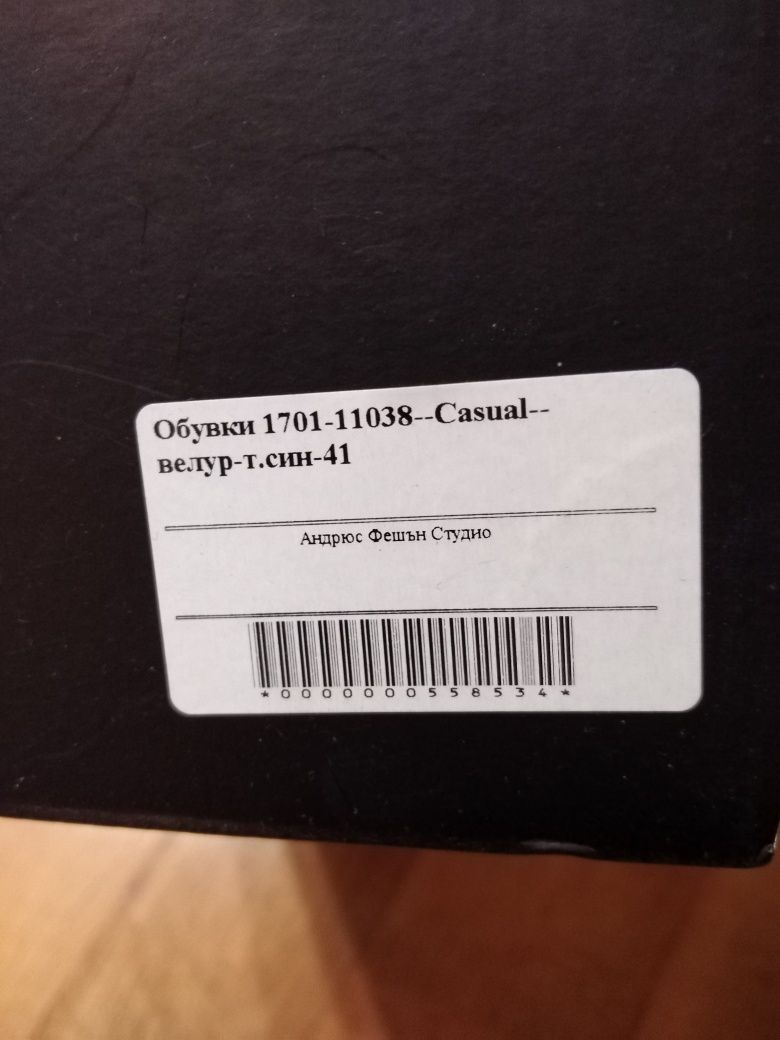 Обувки 1701-11038--Casual--
велур-т.син-41
Андрюс Фешън Студио
*0000000558534*